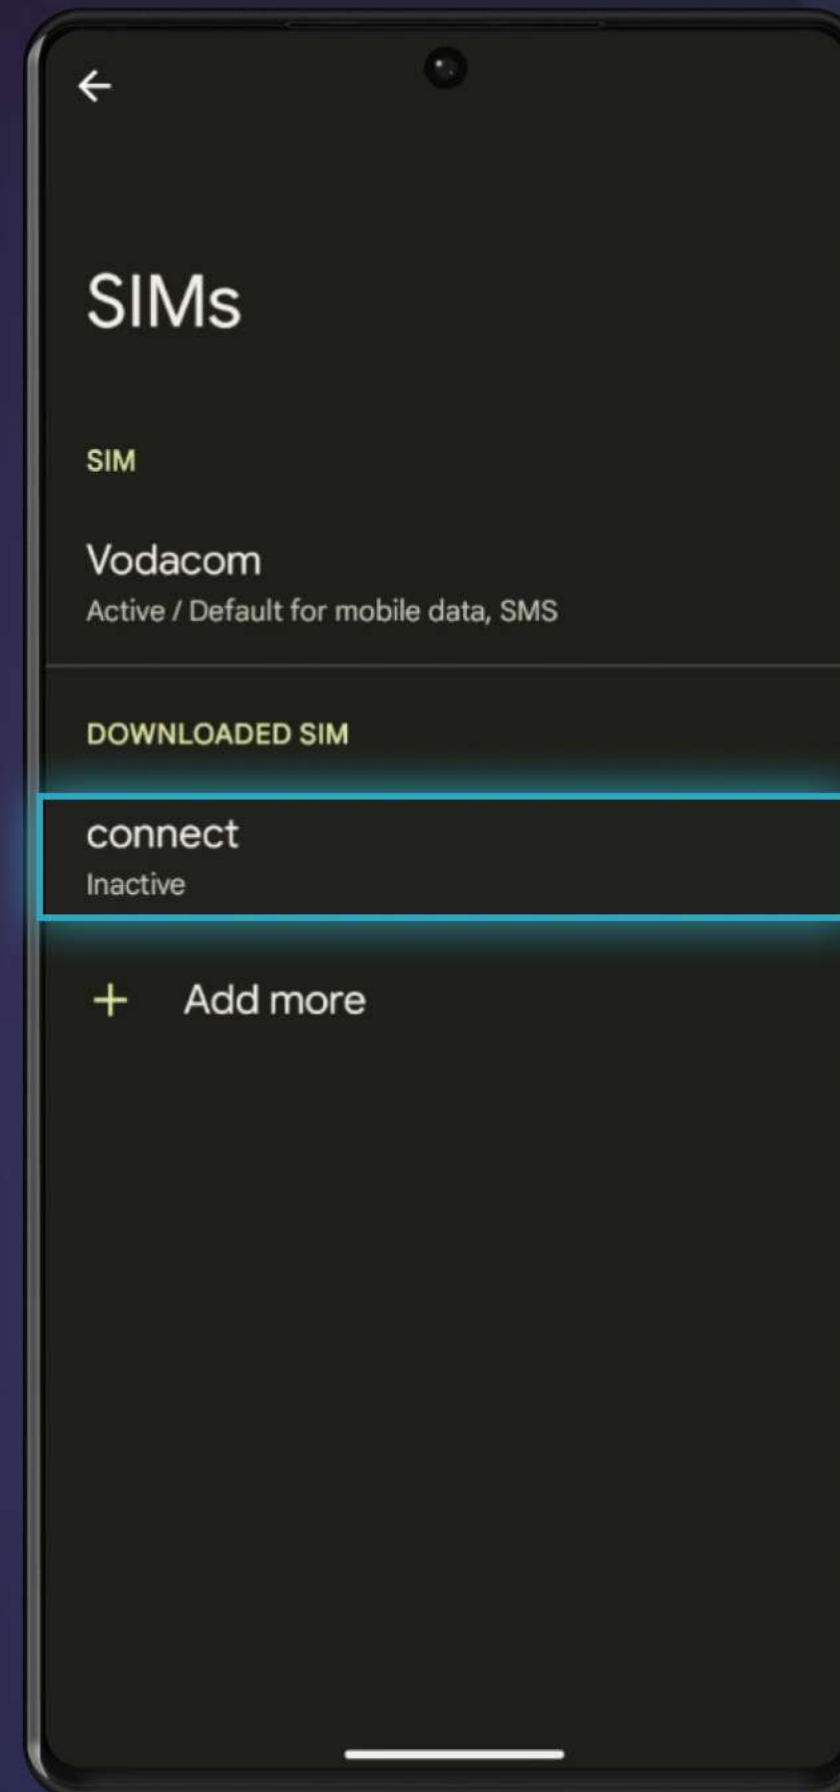 SIMs
SIM
Vodacom
Active / Default for mobile data, SMS
DOWNLOADED SIM
connect
Inactive
+ Add more